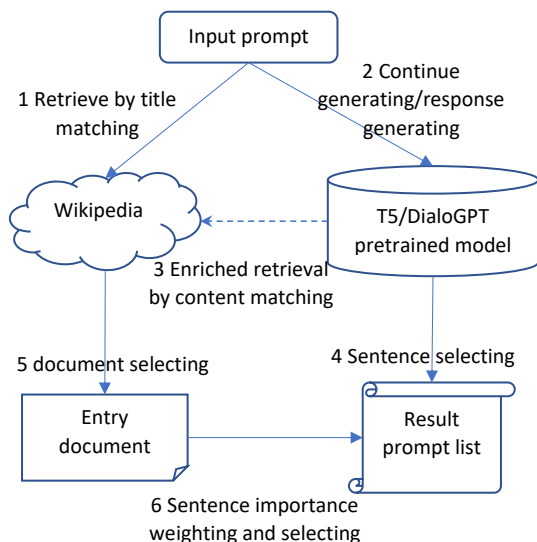 Input prompt
1 Retrieve by title
matching
2 Continue
generating/response
generating
Wikipedia
T5/DialoGPT
pretrained model
3 Enriched retrieval
by content matching
5 document selecting
4 Sentence selecting
Entry
document
Result
prompt list
6 Sentence importance
weighting and selecting